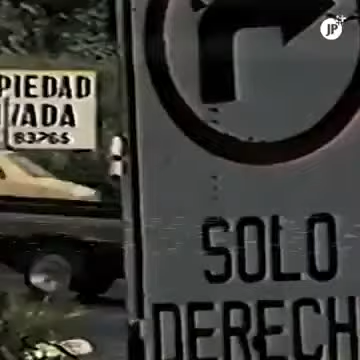 PIEDAD
VADA
83765
SOLO
DERECH
JP